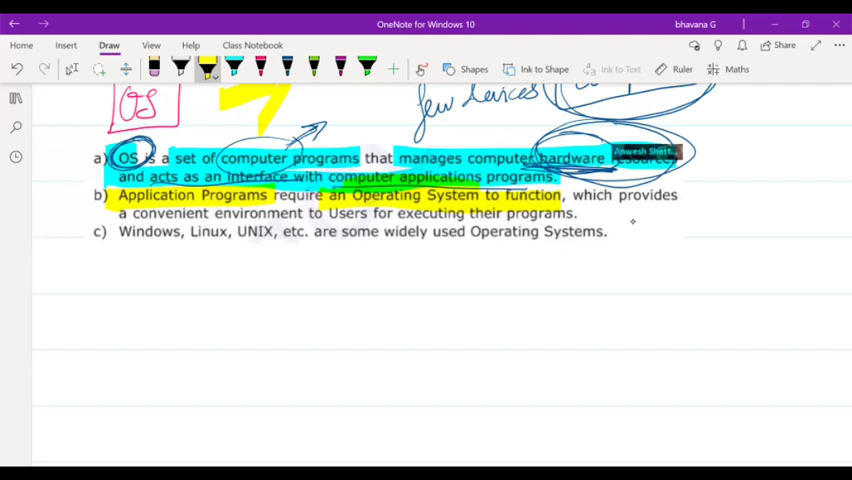 OneNote for Windows 10
bhavana G
Home Insert Draw View Help Class Notebook
Share
Shapes Ink to Shape Ink to Text Ruler Maths
OS
few devices
a) OS is a set of computer programs that manages computer hardware resources
Anwesh Shett...
and acts as an Interface with computer applications programs.
b) Application Programs require an Operating System to function, which provides
a convenient environment to Users for executing their programs.
c) Windows, Linux, UNIX, etc. are some widely used Operating Systems.